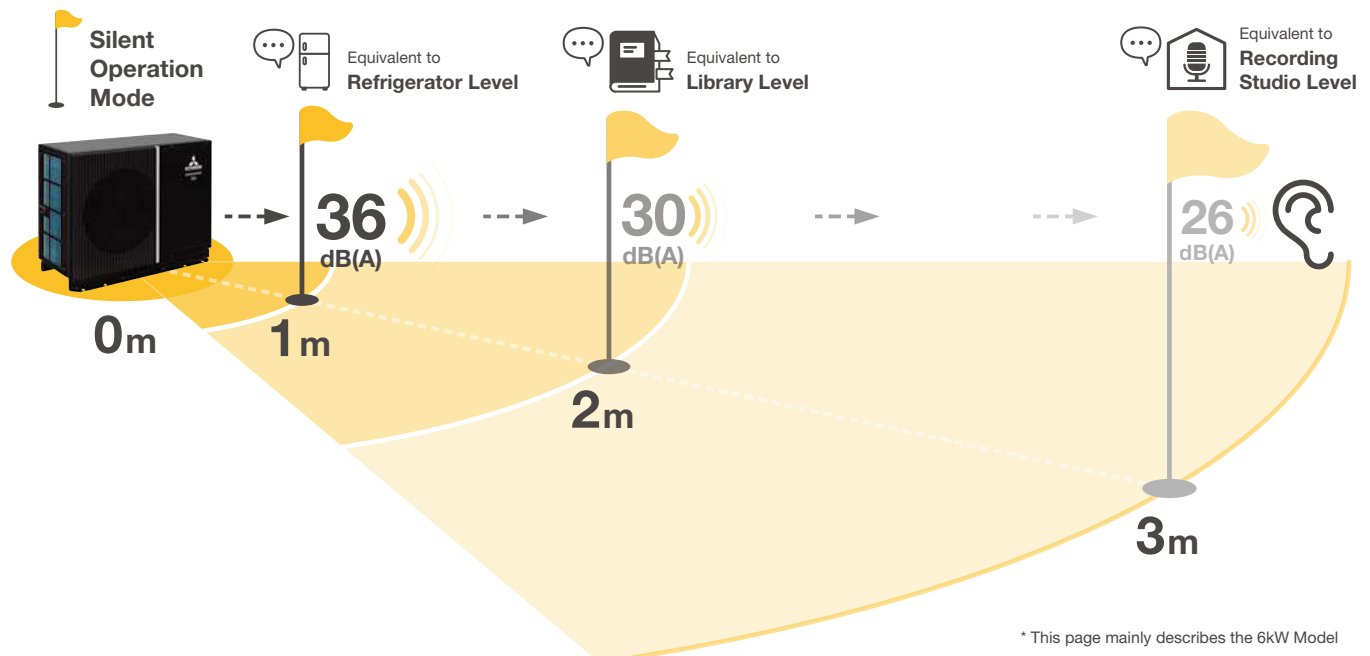 Silent
Operation
Mode
Equivalent to
Refrigerator Level
Equivalent to
Library Level
Equivalent to
Recording
Studio Level
36
dB(A)
30
dB(A)
26
dB(A)
0m
1m
2m
3m
* This page mainly describes the 6kW Model